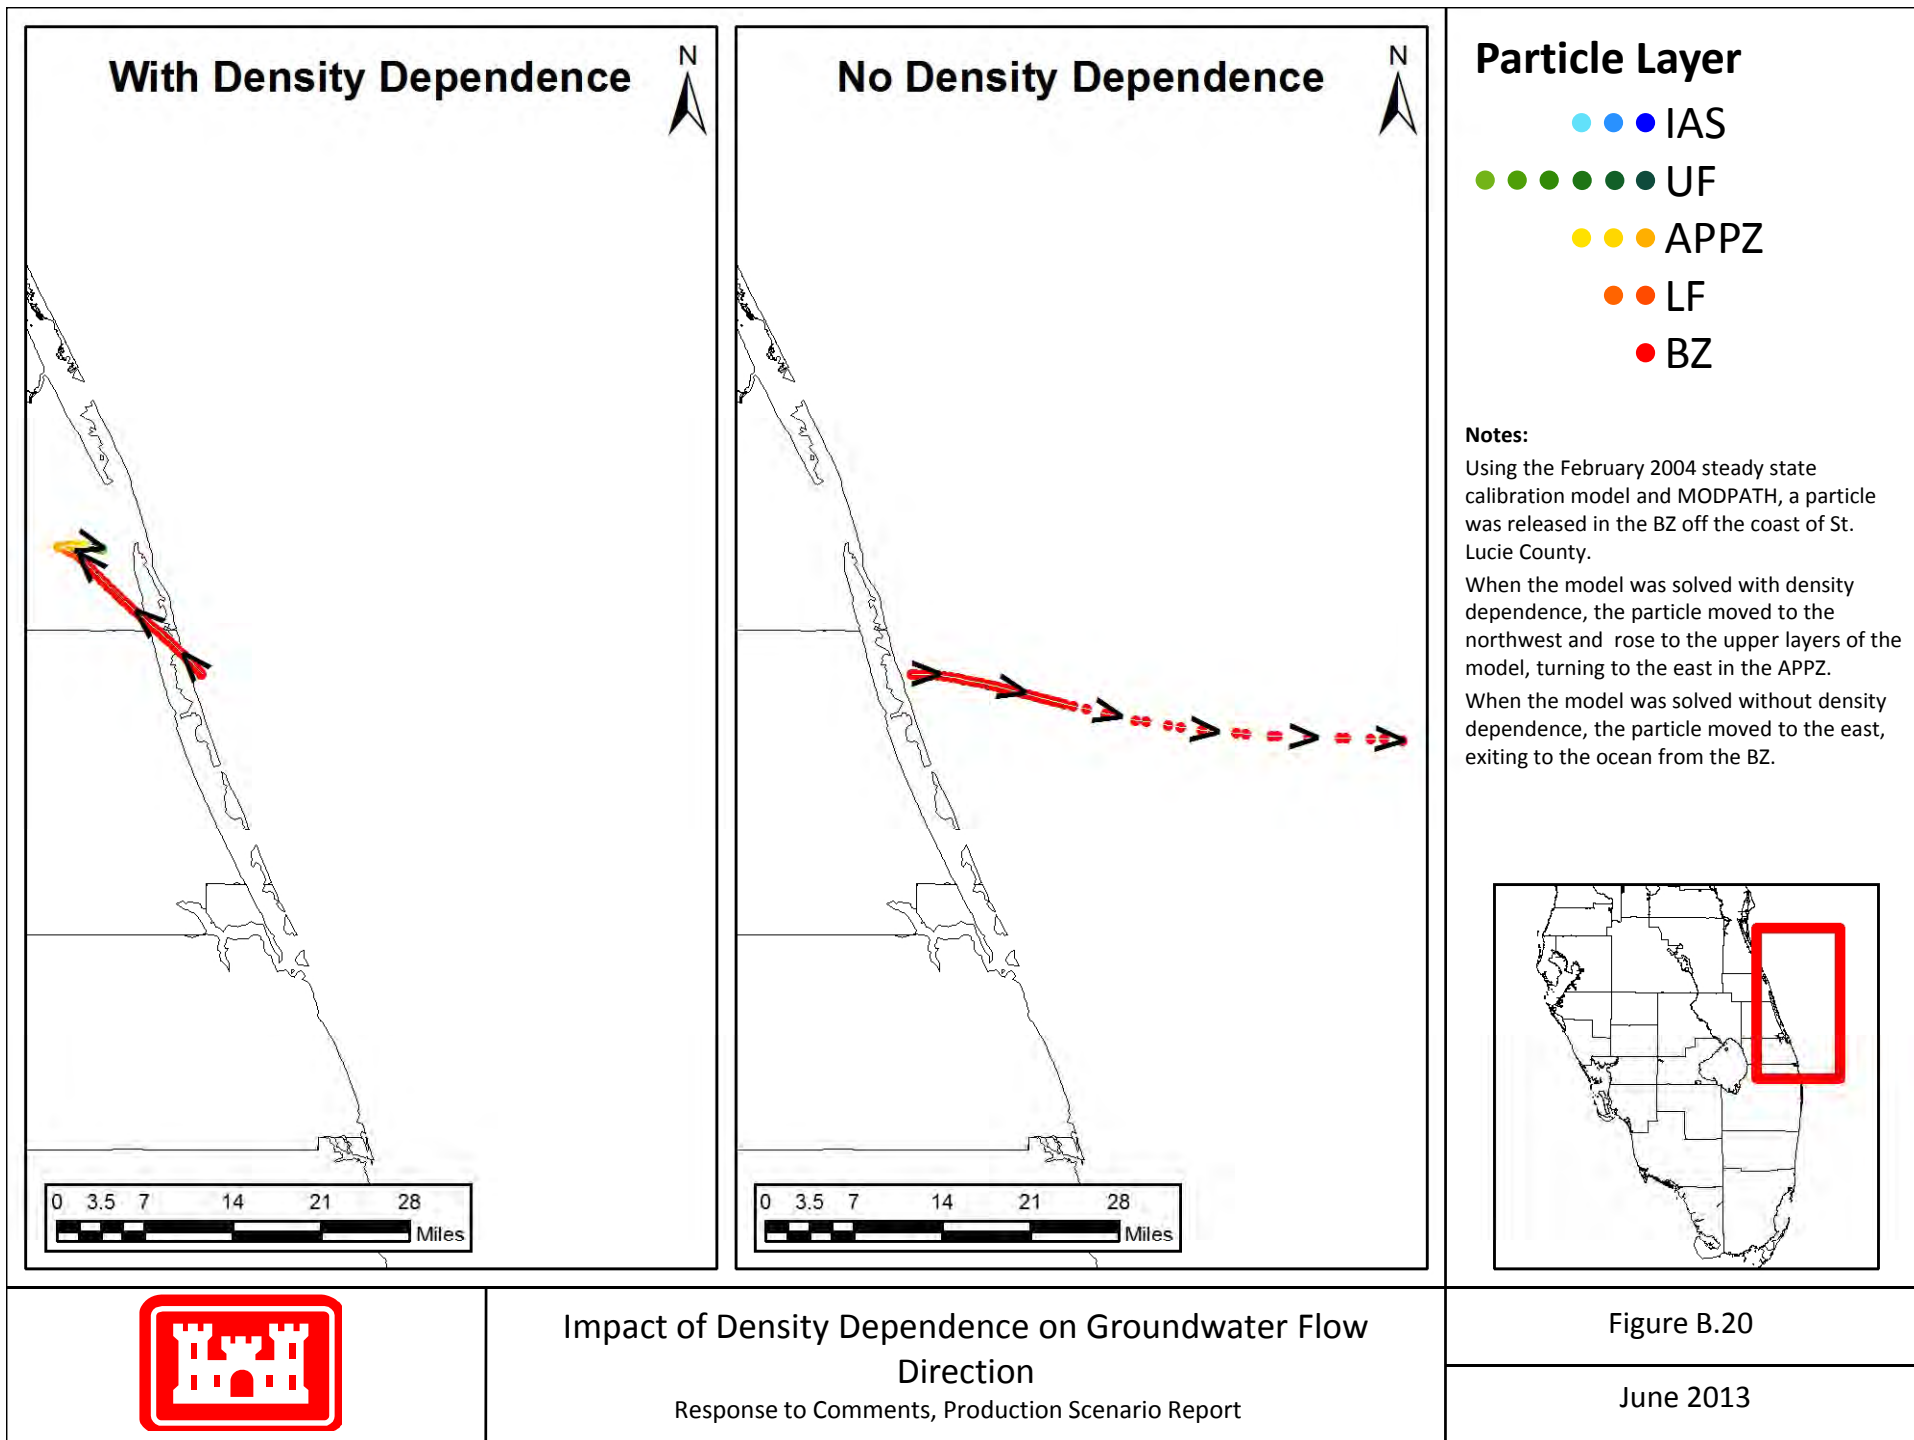 With Density Dependence
N
0 3.5 7 14 21 28
Miles
No Density Dependence
N
0 3.5 7 14 21 28
Miles
Particle Layer
IAS
UF
APPZ
LF
BZ
Notes:
Using the February 2004 steady state
calibration model and MODPATH, a particle
was released in the BZ off the coast of St.
Lucie County.
When the model was solved with density
dependence, the particle moved to the
northwest and rose to the upper layers of the
model, turning to the east in the APPZ.
When the model was solved without density
dependence, the particle moved to the east,
exiting to the ocean from the BZ.
Impact of Density Dependence on Groundwater Flow
Direction
Response to Comments, Production Scenario Report
Figure B.20
June 2013